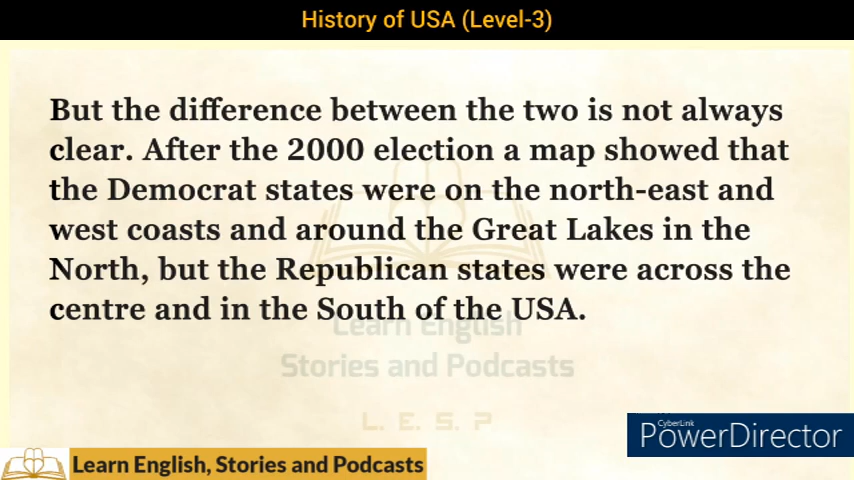 History of USA (Level-3)
But the difference between the two is not always
clear. After the 2000 election a map showed that
the Democrat states were on the north-east and
west coasts and around the Great Lakes in the
North, but the Republican states were across the
centre and in the South of the USA.
Learn English
Stories and Podcasts
L. E. S. P
CyberLink
PowerDirector
Learn English, Stories and Podcasts